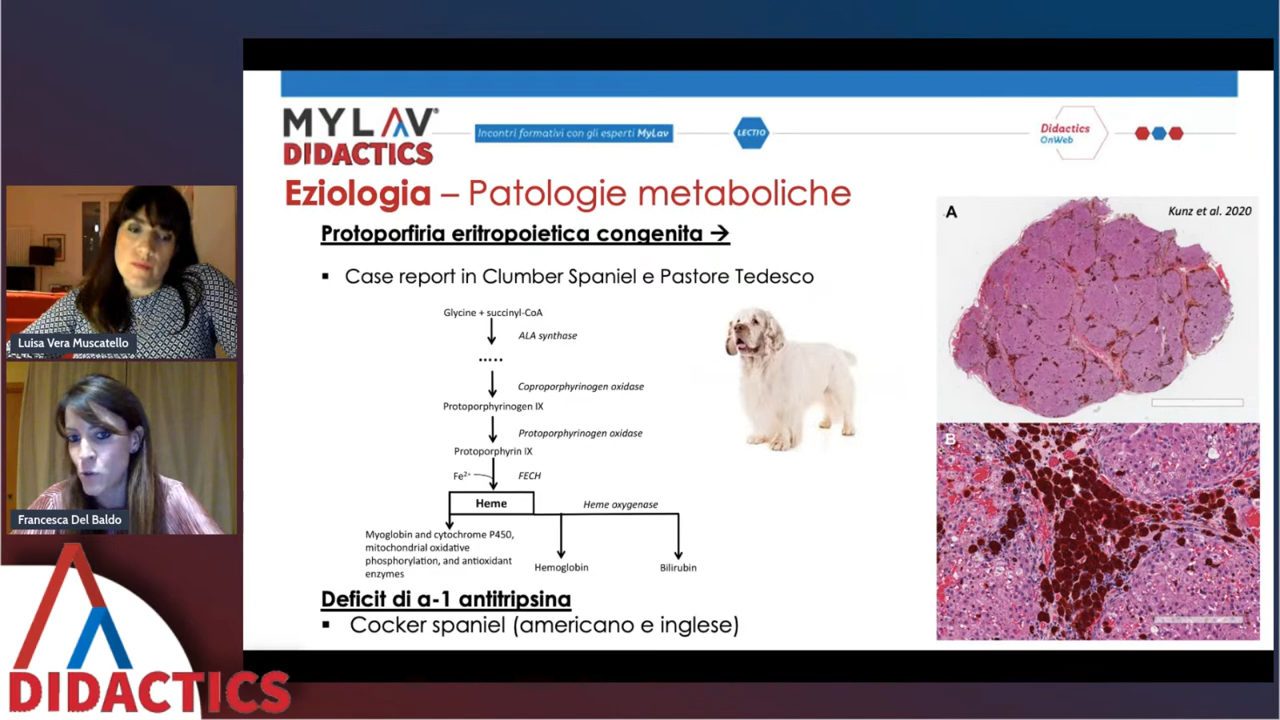 MYLAV®
DIDACTICS
Incontri formativi con gli esperti MyLav
LECTIO
Didactics
OnWeb
Eziologia – Patologie metaboliche
Protoporfiria eritropoietica congenita →
▪ Case report in Clumber Spaniel e Pastore Tedesco
Glycine + succinyl-CoA
ALA synthase
.....
Coproporphyrinogen oxidase
Protoporphyrinogen IX
Protoporphyrinogen oxidase
Protoporphyrin IX
Fe²⁺
FECH
Heme
Heme oxygenase
Myoglobin and cytochrome P450,
mitochondrial oxidative
phosphorylation, and antioxidant
enzymes
Hemoglobin
Bilirubin
Deficit di a-1 antitripsina
▪ Cocker spaniel (americano e inglese)
A
Kunz et al. 2020
B
Luisa Vera Muscatello
Francesca Del Baldo
DIDACTICS